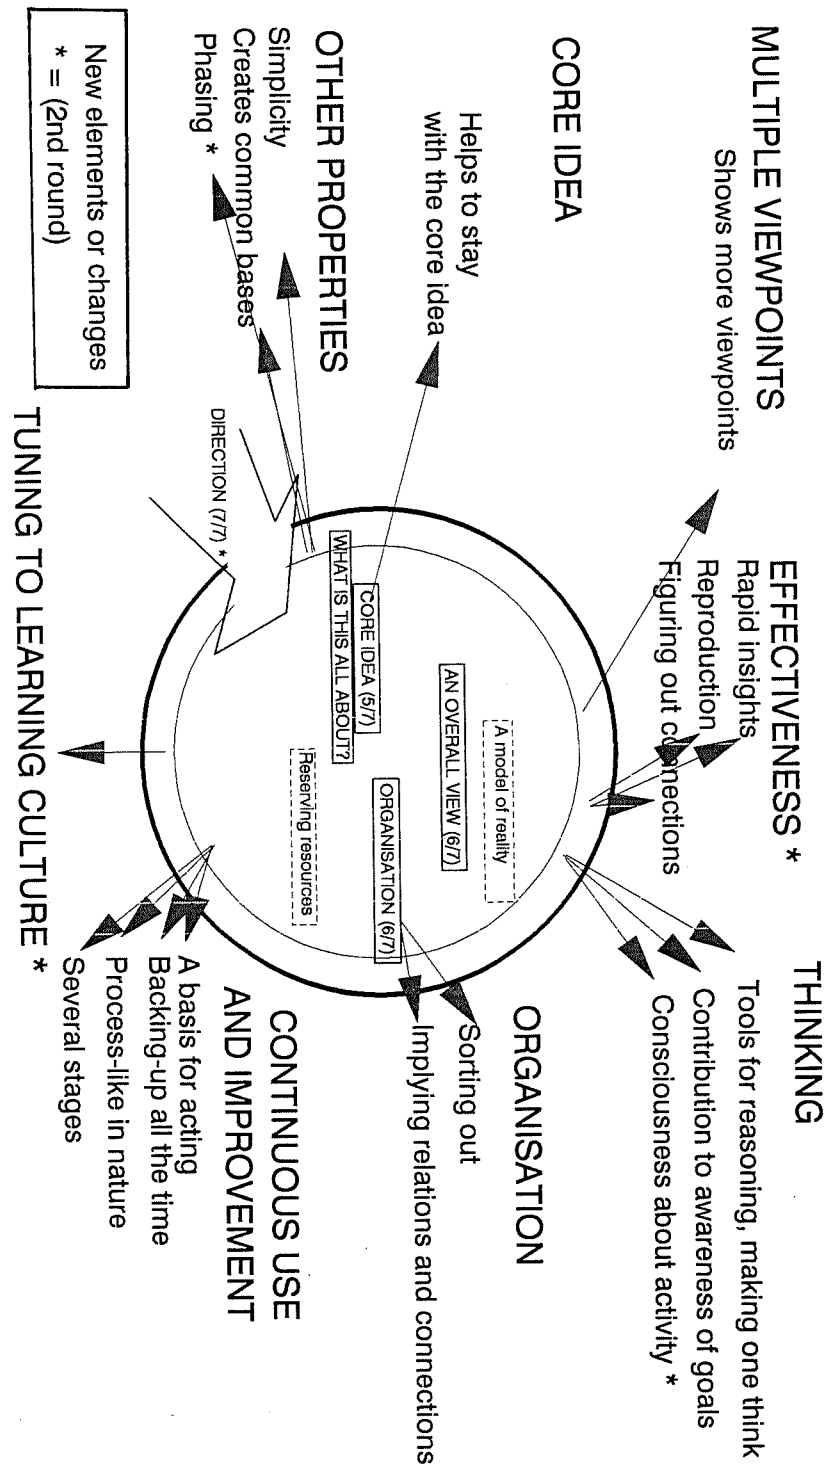 MULTIPLE VIEWPOINTS
Shows more viewpoints
EFFECTIVENESS *
Rapid insights
Reproduction
Figuring out connections
THINKING
Tools for reasoning, making one think
Contribution to awareness of goals
Consciousness about activity *
CORE IDEA
Helps to stay
with the core idea
A model of reality
AN OVERALL VIEW (6/7)
CORE IDEA (5/7)
WHAT IS THIS ALL ABOUT?
ORGANISATION (6/7)
Reserving resources
DIRECTION (7/7) *
ORGANISATION
Sorting out
Implying relations and connections
OTHER PROPERTIES
Simplicity
Creates common bases
Phasing *
CONTINUOUS USE
AND IMPROVEMENT
A basis for acting
Backing-up all the time
Process-like in nature
Several stages
TUNING TO LEARNING CULTURE *
New elements or changes
* = (2nd round)